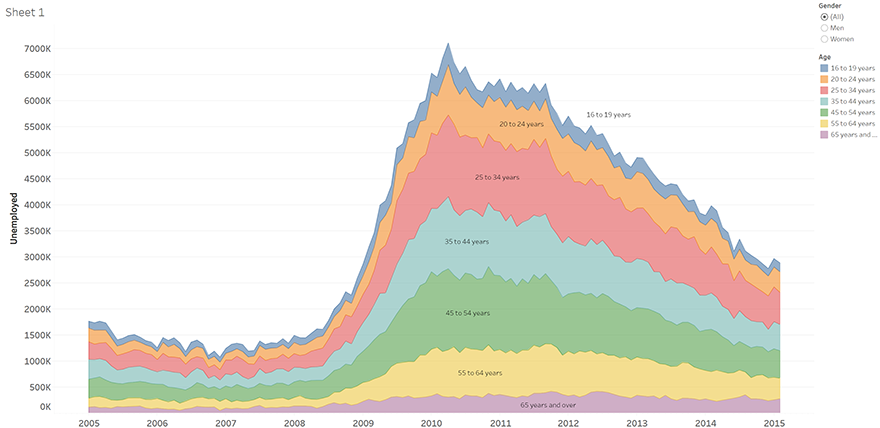 Sheet 1
Gender
(All)
Men
Women
Age
16 to 19 years
20 to 24 years
25 to 34 years
35 to 44 years
45 to 54 years
55 to 64 years
65 years and ...
Unemployed
7000K
6500K
6000K
5500K
5000K
4500K
4000K
3500K
3000K
2500K
2000K
1500K
1000K
500K
0K
16 to 19 years
20 to 24 years
25 to 34 years
35 to 44 years
45 to 54 years
55 to 64 years
65 years and over
2005 2006 2007 2008 2009 2010 2011 2012 2013 2014 2015